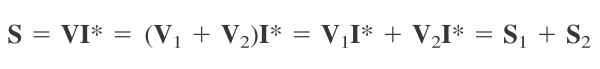 S = VI* = (V₁ + V₂)I* = V₁I* + V₂I* = S₁ + S₂